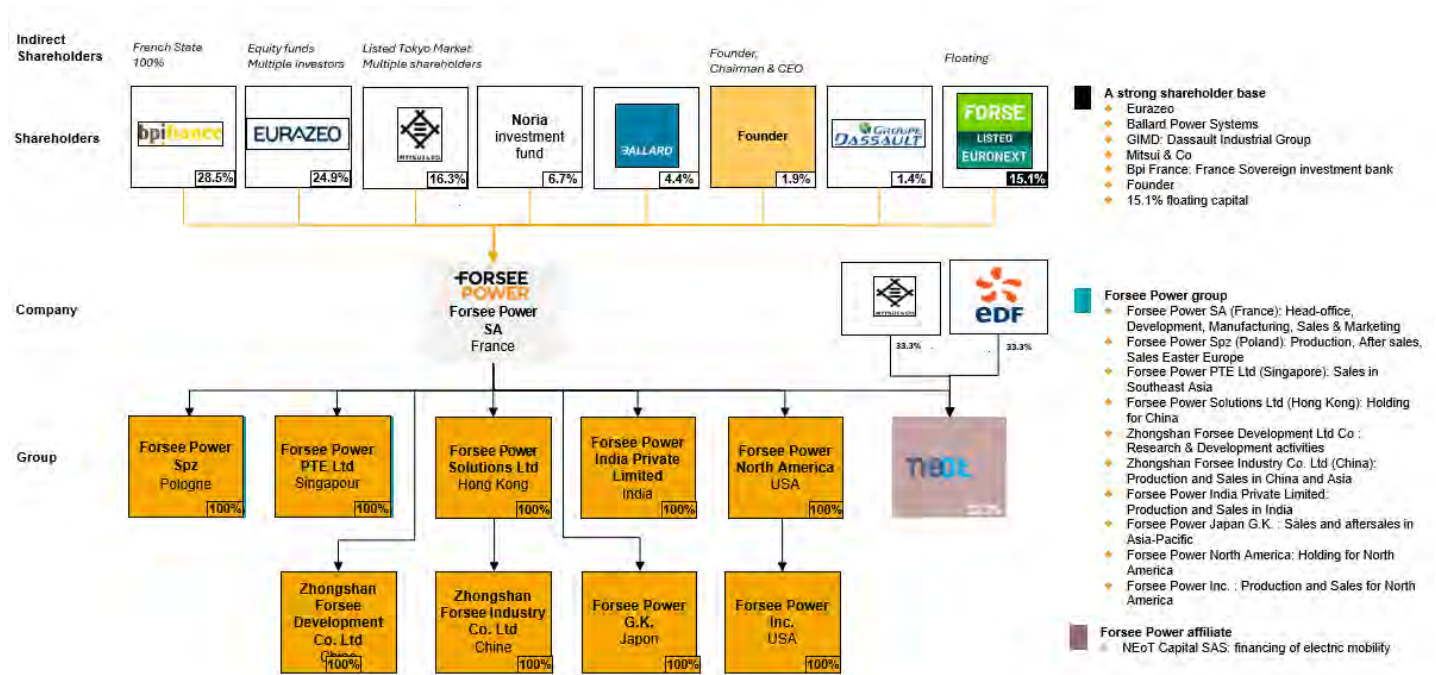 Indirect
Shareholders
French State
100%
Equity funds
Multiple investors
Listed Tokyo Market
Multiple shareholders
Founder,
Chairman & CEO
Floating
Shareholders
bpifrance
28.5%
EURAZEO
24.9%
MITSUI & CO.
16.3%
Noria
investment
fund
6.7%
BALLARD
4.4%
Founder
1.9%
GROUPE
DASSAULT
1.4%
FORSE
LISTED
EURONEXT
15.1%
A strong shareholder base
Eurazeo
Ballard Power Systems
GIMD: Dassault Industrial Group
Mitsui & Co
Bpi France: France Sovereign investment bank
Founder
15.1% floating capital
Company
FORSEE
POWER
Forsee Power
SA
France
MITSUI & CO
33.3%
eDF
33.3%
Forsee Power group
Forsee Power SA (France): Head-office,
Development, Manufacturing, Sales & Marketing
Forsee Power Spz (Poland): Production, After sales,
Sales Easter Europe
Forsee Power PTE Ltd (Singapore): Sales in
Southeast Asia
Forsee Power Solutions Ltd (Hong Kong): Holding
for China
Zhongshan Forsee Development Ltd Co :
Research & Development activities
Zhongshan Forsee Industry Co. Ltd (China):
Production and Sales in China and Asia
Forsee Power India Private Limited:
Production and Sales in India
Forsee Power Japan G.K. : Sales and aftersales in
Asia-Pacific
Forsee Power North America: Holding for North
America
Forsee Power Inc. : Production and Sales for North
America
Group
Forsee Power
Spz
Pologne
100%
Forsee Power
PTE Ltd
Singapour
100%
Forsee Power
Solutions Ltd
Hong Kong
100%
Forsee Power
India Private
Limited
India
100%
Forsee Power
North America
USA
100%
neot
Zhongshan
Forsee
Development
Co. Ltd
Chine
100%
Zhongshan
Forsee Industry
Co. Ltd
Chine
100%
Forsee Power
G.K.
Japon
100%
Forsee Power
Inc.
USA
100%
Forsee Power affiliate
NEoT Capital SAS: financing of electric mobility